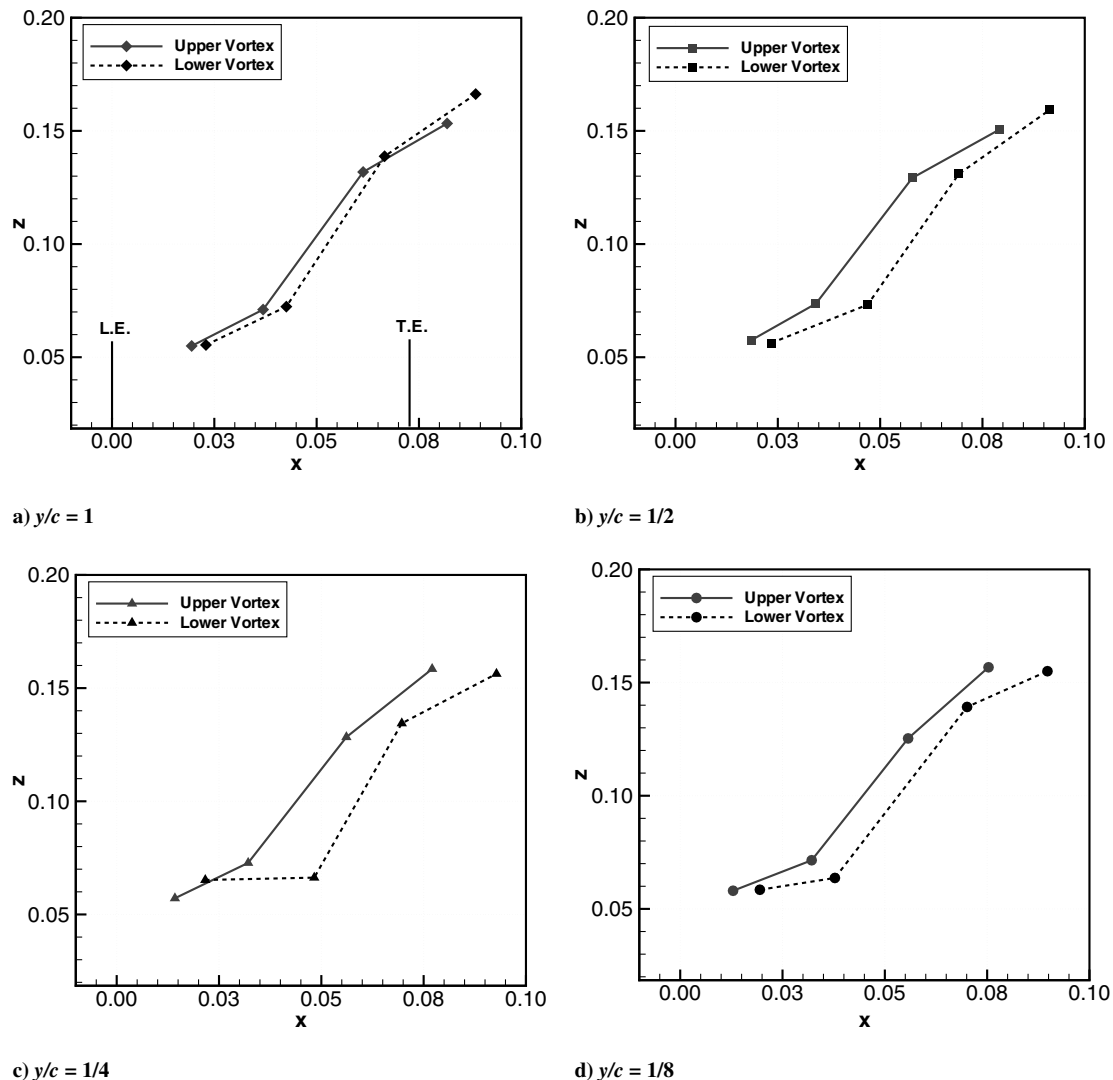 0.20
Upper Vortex
Lower Vortex
0.15
z
0.10
L.E.
T.E.
0.05
0.00 0.03 0.05 0.08 0.10
x
a) y/c = 1
0.20
Upper Vortex
Lower Vortex
0.15
z
0.10
0.05
0.00 0.03 0.05 0.08 0.10
x
b) y/c = 1/2
0.20
Upper Vortex
Lower Vortex
0.15
z
0.10
0.05
0.00 0.03 0.05 0.08 0.10
x
c) y/c = 1/4
0.20
Upper Vortex
Lower Vortex
0.15
z
0.10
0.05
0.00 0.03 0.05 0.08 0.10
x
d) y/c = 1/8